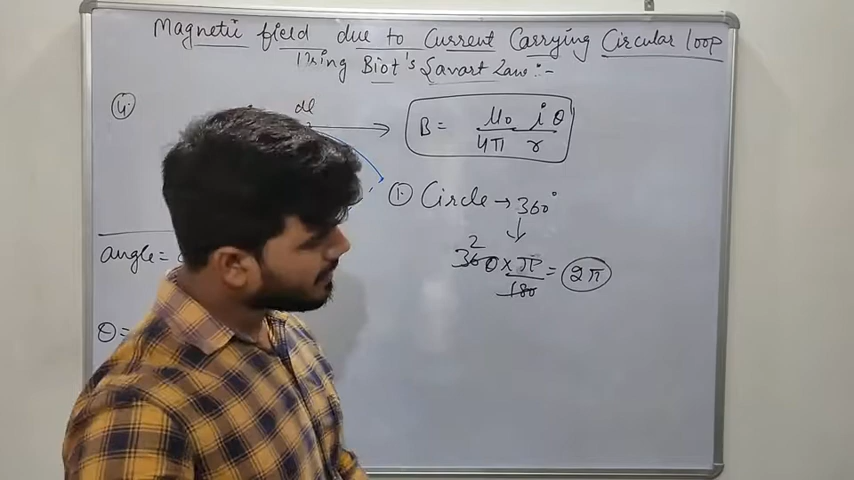 Magnetic field due to Current Carrying Circular loop
Using Biot's Savart Law:-
4.
dl
B = μ₀/4π iθ/r
① Circle → 360°
angle =
θ =
2
360 × π/180 = 2π